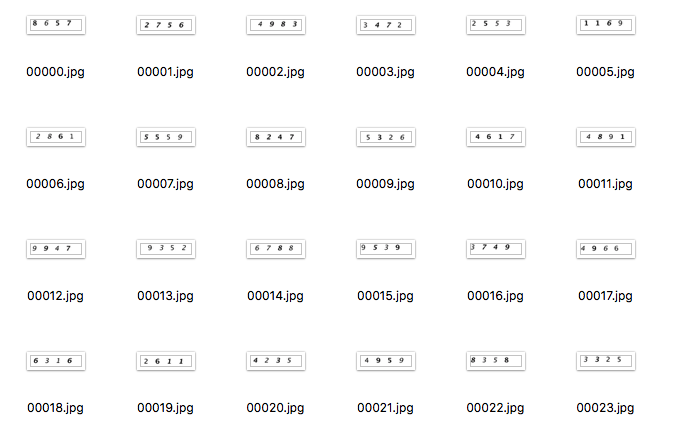 8 6 5 7 2 7 5 6 4 9 8 3 3 4 7 2 2 5 5 3 1 1 6 9
00000.jpg 00001.jpg 00002.jpg 00003.jpg 00004.jpg 00005.jpg
2 8 6 1 5 5 5 9 8 2 4 7 5 3 2 6 4 6 1 7 4 8 9 1
00006.jpg 00007.jpg 00008.jpg 00009.jpg 00010.jpg 00011.jpg
9 9 4 7 9 3 5 2 6 7 8 8 9 5 3 9 3 7 4 9 4 9 6 6
00012.jpg 00013.jpg 00014.jpg 00015.jpg 00016.jpg 00017.jpg
6 3 1 6 2 6 1 1 4 2 3 5 4 9 5 9 8 3 5 8 3 3 2 5
00018.jpg 00019.jpg 00020.jpg 00021.jpg 00022.jpg 00023.jpg